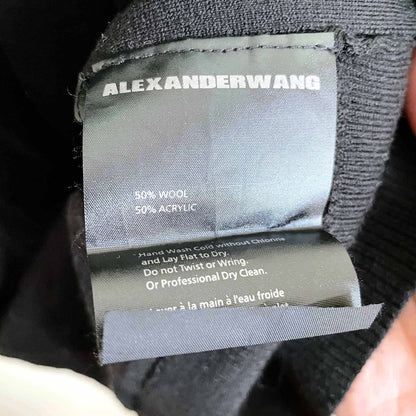 ALEXANDERWANG
50% WOOL
50% ACRYLIC
Hand Wash Cold without Chlorine
and Lay Flat to Dry.
Do not Twist or Wring.
Or Professional Dry Clean.
Laver à la main à l'eau froide